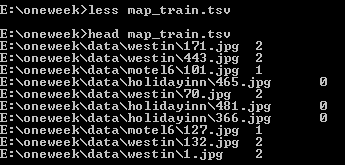 E:\oneweek>less map_train.tsv
E:\oneweek>head map_train.tsv
E:\oneweek\data\westin\171.jpg 2
E:\oneweek\data\westin\443.jpg 2
E:\oneweek\data\motel6\101.jpg 1
E:\oneweek\data\holidayinn\465.jpg 0
E:\oneweek\data\westin\70.jpg 2
E:\oneweek\data\holidayinn\481.jpg 0
E:\oneweek\data\holidayinn\366.jpg 0
E:\oneweek\data\motel6\127.jpg 1
E:\oneweek\data\westin\132.jpg 2
E:\oneweek\data\westin\1.jpg 2